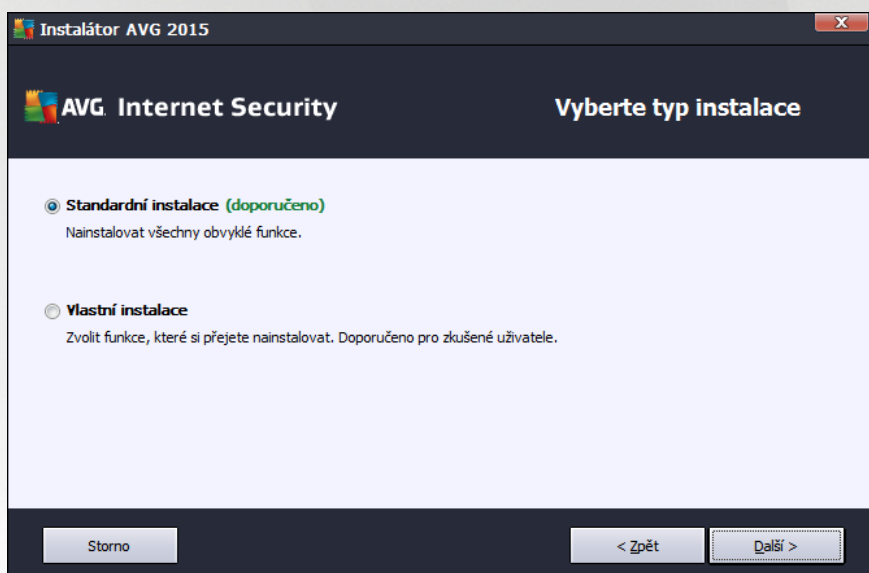 Instalátor AVG 2015
X
AVG. Internet Security
Vyberte typ instalace
Standardní instalace (doporučeno)
Nainstalovat všechny obvyklé funkce.
Vlastní instalace
Zvolit funkce, které si přejete nainstalovat. Doporučeno pro zkušené uživatele.
Storno
< Zpět
Další >